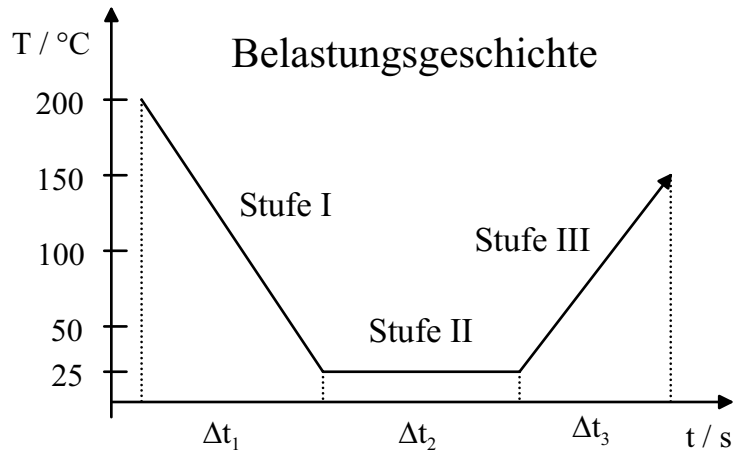 T / °C
Belastungsgeschichte
200
150
Stufe I
Stufe III
100
50
Stufe II
25
Δt₁
Δt₂
Δt₃
t / s